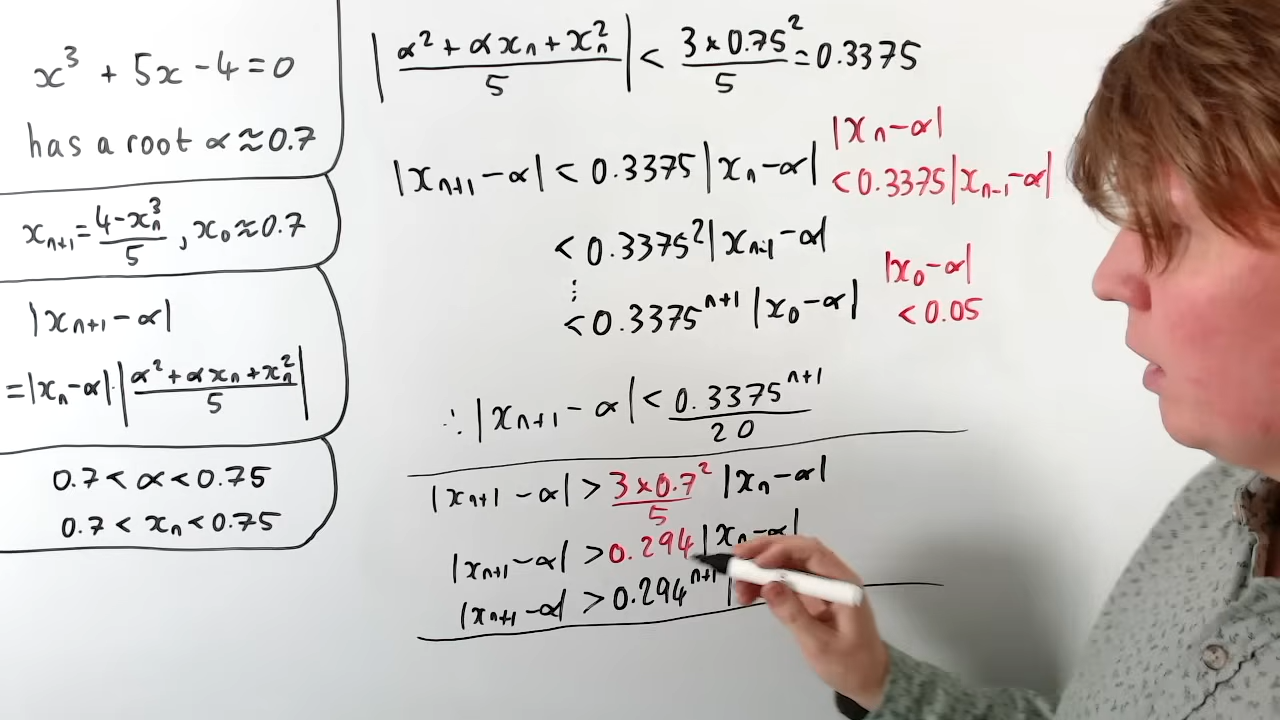 x³ + 5x - 4 = 0
has a root α ≈ 0.7
xₙ₊₁ = (4 - xₙ³)/5 , x₀ ≈ 0.7
|xₙ₊₁ - α|
= |xₙ - α| · |(α² + αxₙ + xₙ²)/5|
0.7 < α < 0.75
0.7 < xₙ < 0.75
|(α² + αxₙ + xₙ²)/5| < (3 × 0.75²)/5 = 0.3375
|xₙ₊₁ - α| < 0.3375 |xₙ - α|
|xₙ - α|
< 0.3375 |xₙ₋₁ - α|
< 0.3375² |xₙ₋₁ - α|
⋮
< 0.3375ⁿ⁺¹ |x₀ - α|
|x₀ - α|
< 0.05
∴ |xₙ₊₁ - α| < 0.3375ⁿ⁺¹/20
|xₙ₊₁ - α| > (3 × 0.7²)/5 |xₙ - α|
|xₙ₊₁ - α| > 0.294 |xₙ - α|
|xₙ₊₁ - α| > 0.294ⁿ⁺¹ |